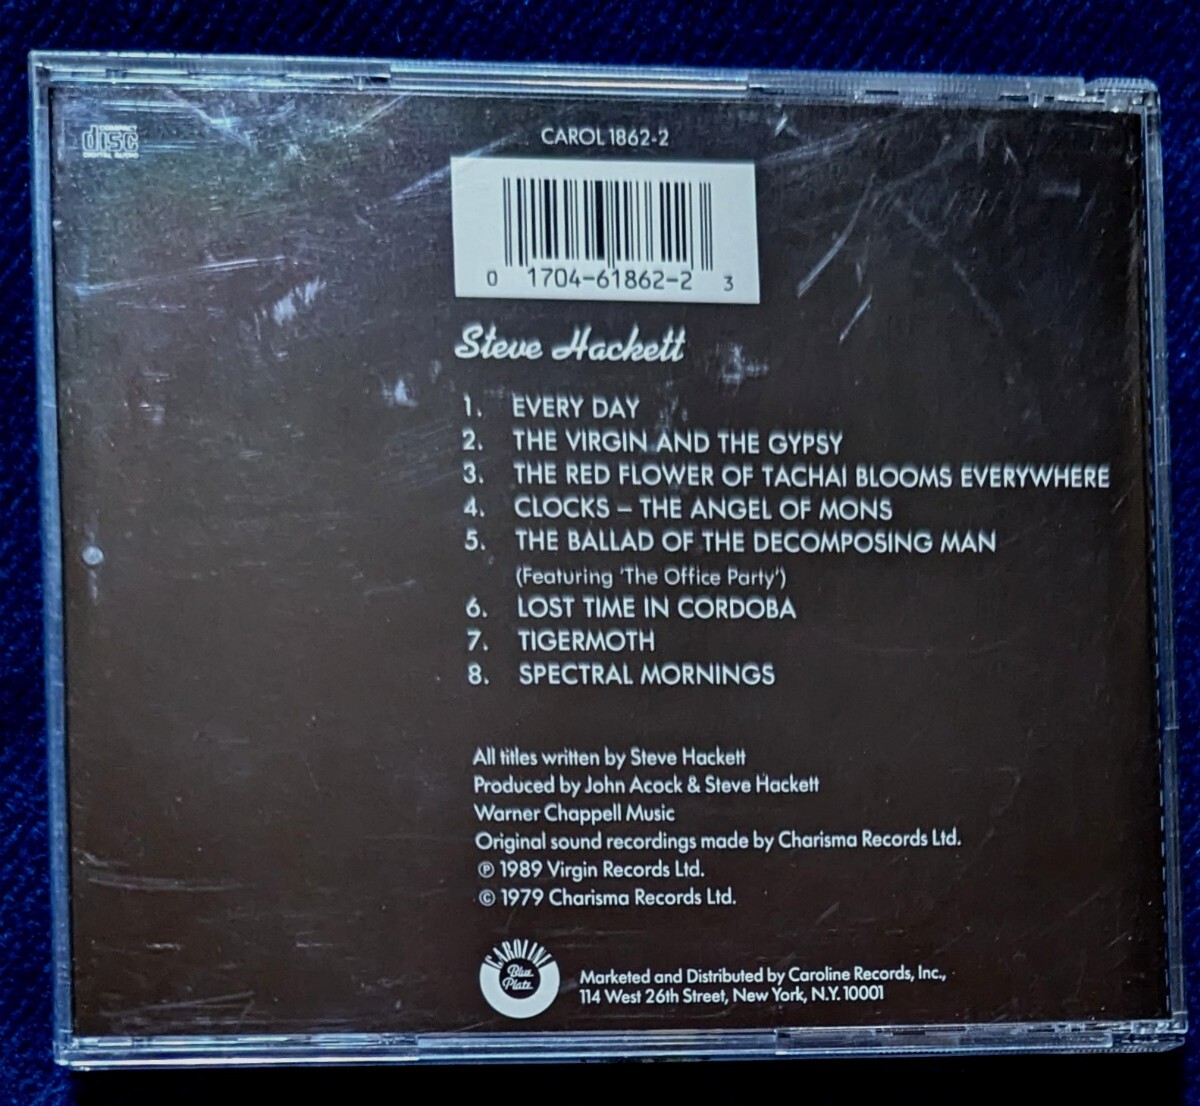 COMPACT
disc
DIGITAL AUDIO
CAROL 1862-2
0 1704-61862-2 3
Steve Hackett
1. EVERY DAY
2. THE VIRGIN AND THE GYPSY
3. THE RED FLOWER OF TACHAI BLOOMS EVERYWHERE
4. CLOCKS – THE ANGEL OF MONS
5. THE BALLAD OF THE DECOMPOSING MAN
(Featuring 'The Office Party')
6. LOST TIME IN CORDOBA
7. TIGERMOTH
8. SPECTRAL MORNINGS
All titles written by Steve Hackett
Produced by John Acock & Steve Hackett
Warner Chappell Music
Original sound recordings made by Charisma Records Ltd.
℗ 1989 Virgin Records Ltd.
© 1979 Charisma Records Ltd.
CAROLINE
Blue
Plate
Marketed and Distributed by Caroline Records, Inc.,
114 West 26th Street, New York, N.Y. 10001